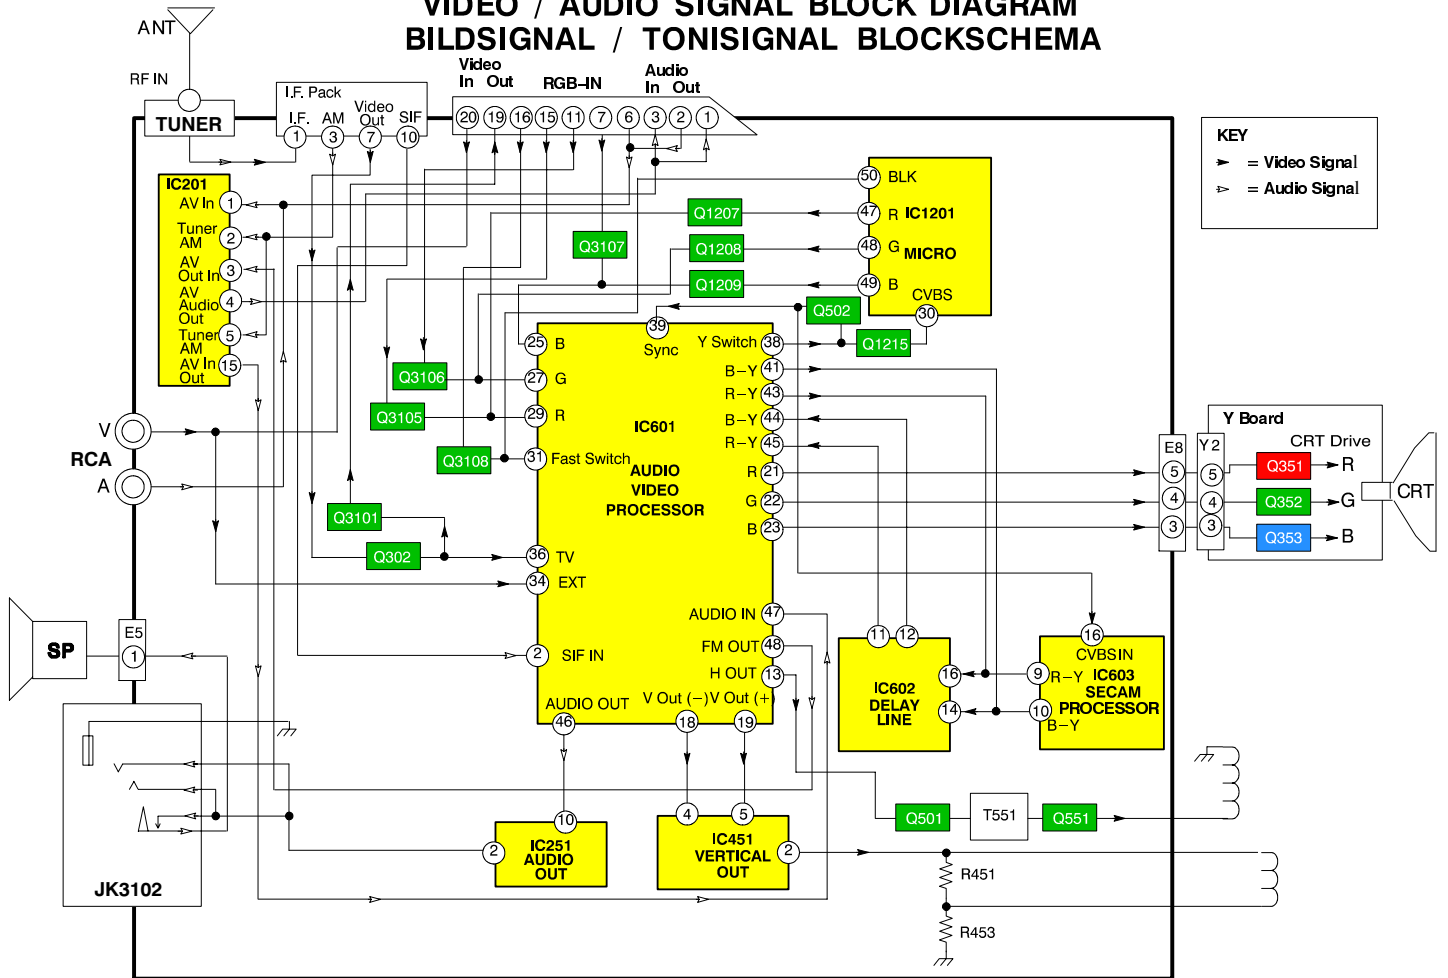 VIDEO / AUDIO SIGNAL BLOCK DIAGRAM
BILDSIGNAL / TONISIGNAL BLOCKSCHEMA
ANT
RF IN
TUNER
I.F. Pack
I.F. AM Video Out SIF
1 3 7 10
Video
In Out
RGB-IN
Audio
In Out
20 19 16 15 11 7 6 3 2 1
KEY
= Video Signal
= Audio Signal
IC201
AV In 1
Tuner
AM 2
AV
Out In 3
AV
Audio
Out 4
Tuner
AM 5
AV In
Out 15
Q1207
Q1208
Q1209
Q3107
50 BLK
47 R
48 G
49 B
IC1201
MICRO
CVBS
30
Q502
Q1215
39
Sync
Y Switch 38
B-Y 41
R-Y 43
B-Y 44
R-Y 45
R 21
G 22
B 23
25 B
27 G
29 R
31 Fast Switch
IC601
AUDIO
VIDEO
PROCESSOR
Q3106
Q3105
Q3108
Q3101
Q302
36 TV
34 EXT
2 SIF IN
AUDIO IN 47
FM OUT 48
H OUT 13
AUDIO OUT
46
V Out (-)
18
V Out (+)
19
V
RCA
A
E8
5
4
3
Y2
5
4
3
Y Board
CRT Drive
Q351 R
Q352 G
Q353 B
CRT
SP
E5
1
JK3102
11 12
16
14
IC602
DELAY
LINE
16
CVBSIN
9 R-Y
10 B-Y
IC603
SECAM
PROCESSOR
Q501
T551
Q551
10
2
IC251
AUDIO
OUT
4 5
2
IC451
VERTICAL
OUT
R451
R453